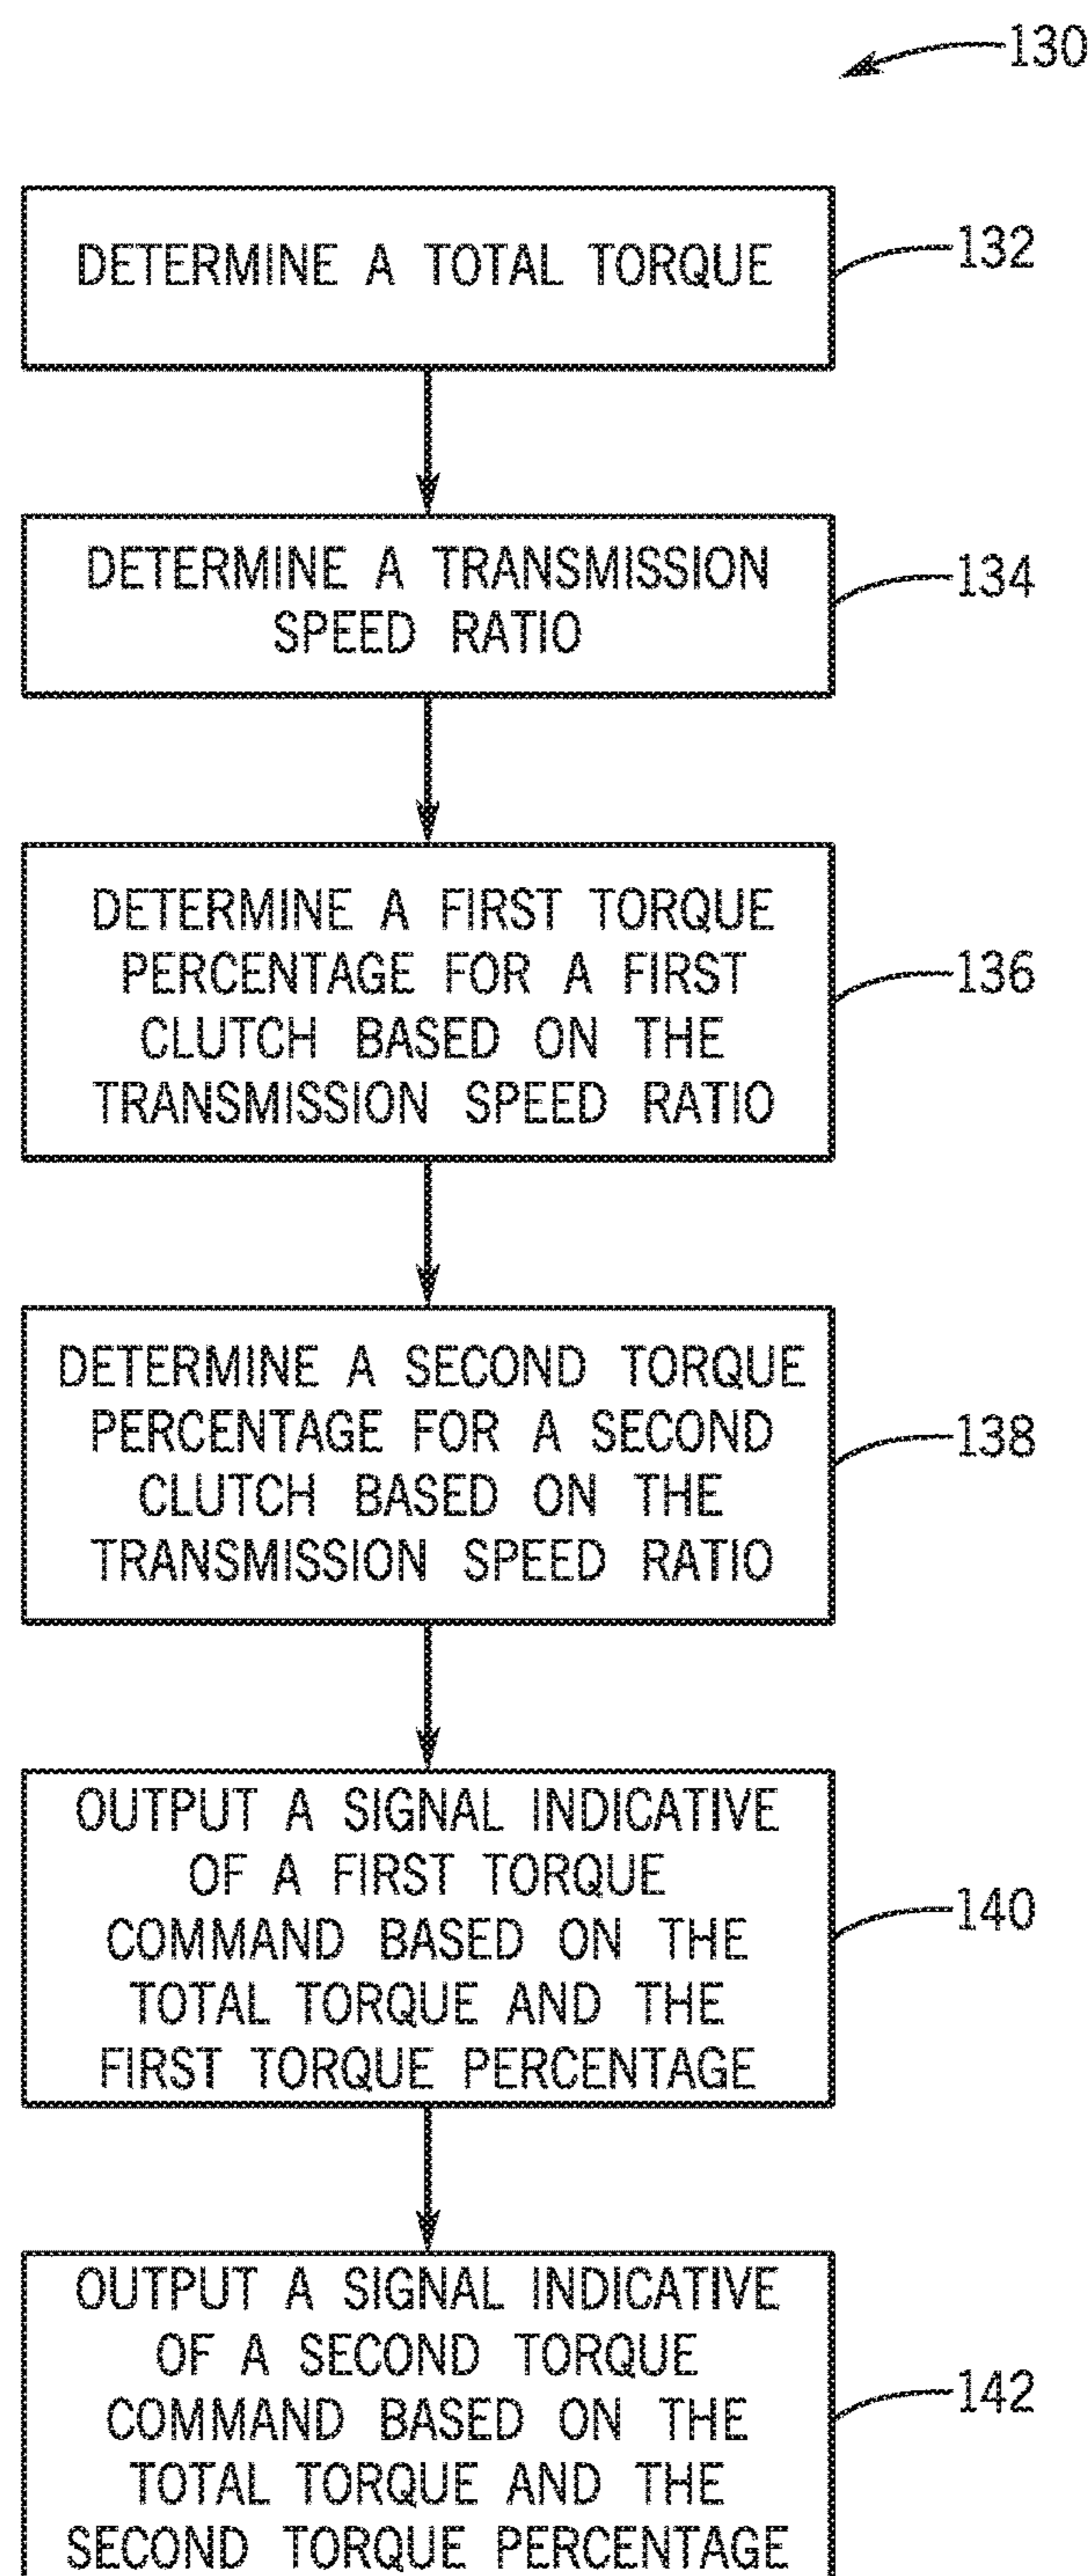 130
DETERMINE A TOTAL TORQUE
132
DETERMINE A TRANSMISSION
SPEED RATIO
134
DETERMINE A FIRST TORQUE
PERCENTAGE FOR A FIRST
CLUTCH BASED ON THE
TRANSMISSION SPEED RATIO
136
DETERMINE A SECOND TORQUE
PERCENTAGE FOR A SECOND
CLUTCH BASED ON THE
TRANSMISSION SPEED RATIO
138
OUTPUT A SIGNAL INDICATIVE
OF A FIRST TORQUE
COMMAND BASED ON THE
TOTAL TORQUE AND THE
FIRST TORQUE PERCENTAGE
140
OUTPUT A SIGNAL INDICATIVE
OF A SECOND TORQUE
COMMAND BASED ON THE
TOTAL TORQUE AND THE
SECOND TORQUE PERCENTAGE
142